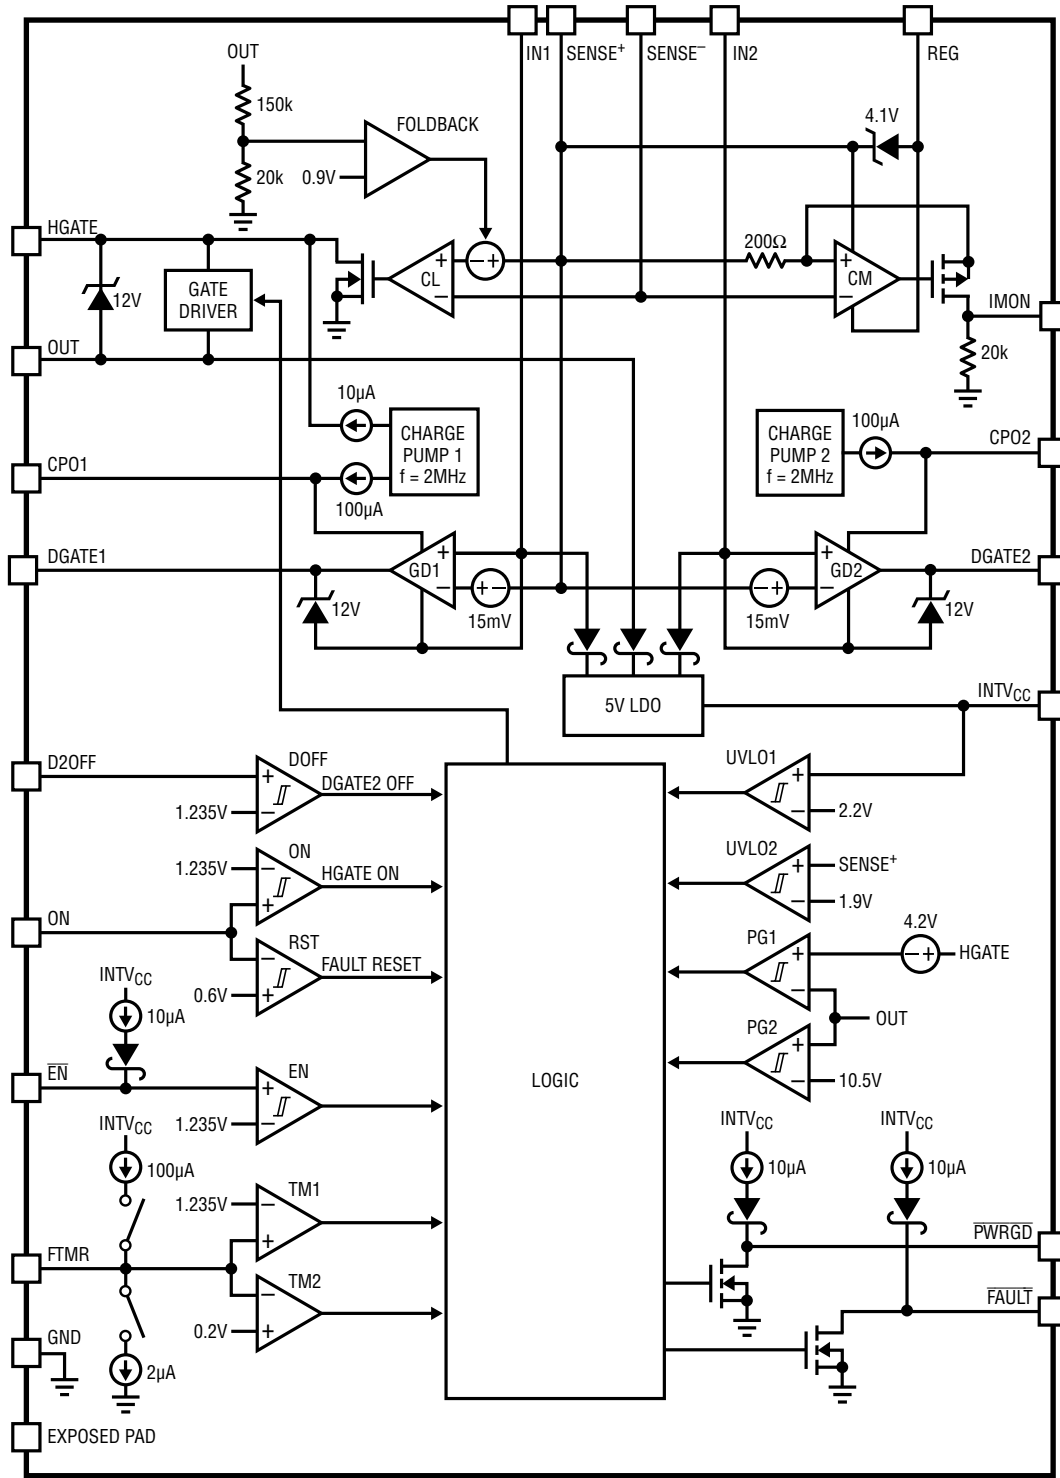 IN1
SENSE+
SENSE−
IN2
REG
OUT
150k
20k
0.9V
FOLDBACK
4.1V
HGATE
12V
GATE
DRIVER
− +
+
CL
−
200Ω
+
CM
−
IMON
20k
OUT
10µA
CHARGE
PUMP 1
f = 2MHz
100µA
CPO1
CHARGE
PUMP 2
f = 2MHz
100µA
CPO2
DGATE1
12V
+
GD1
−
+ −
15mV
− +
15mV
+
GD2
−
DGATE2
12V
5V LDO
INTVCC
D2OFF
DOFF
+
−
1.235V
DGATE2 OFF
ON
1.235V
−
+
HGATE ON
ON
RST
−
+
0.6V
FAULT RESET
INTVCC
10µA
EN
EN
+
−
1.235V
INTVCC
100µA
TM1
1.235V
−
+
FTMR
TM2
−
+
0.2V
GND
2µA
EXPOSED PAD
LOGIC
UVLO1
+
−
2.2V
UVLO2
+
SENSE+
−
1.9V
PG1
+
−
4.2V
− +
HGATE
OUT
PG2
+
−
10.5V
INTVCC
10µA
INTVCC
10µA
PWRGD
FAULT